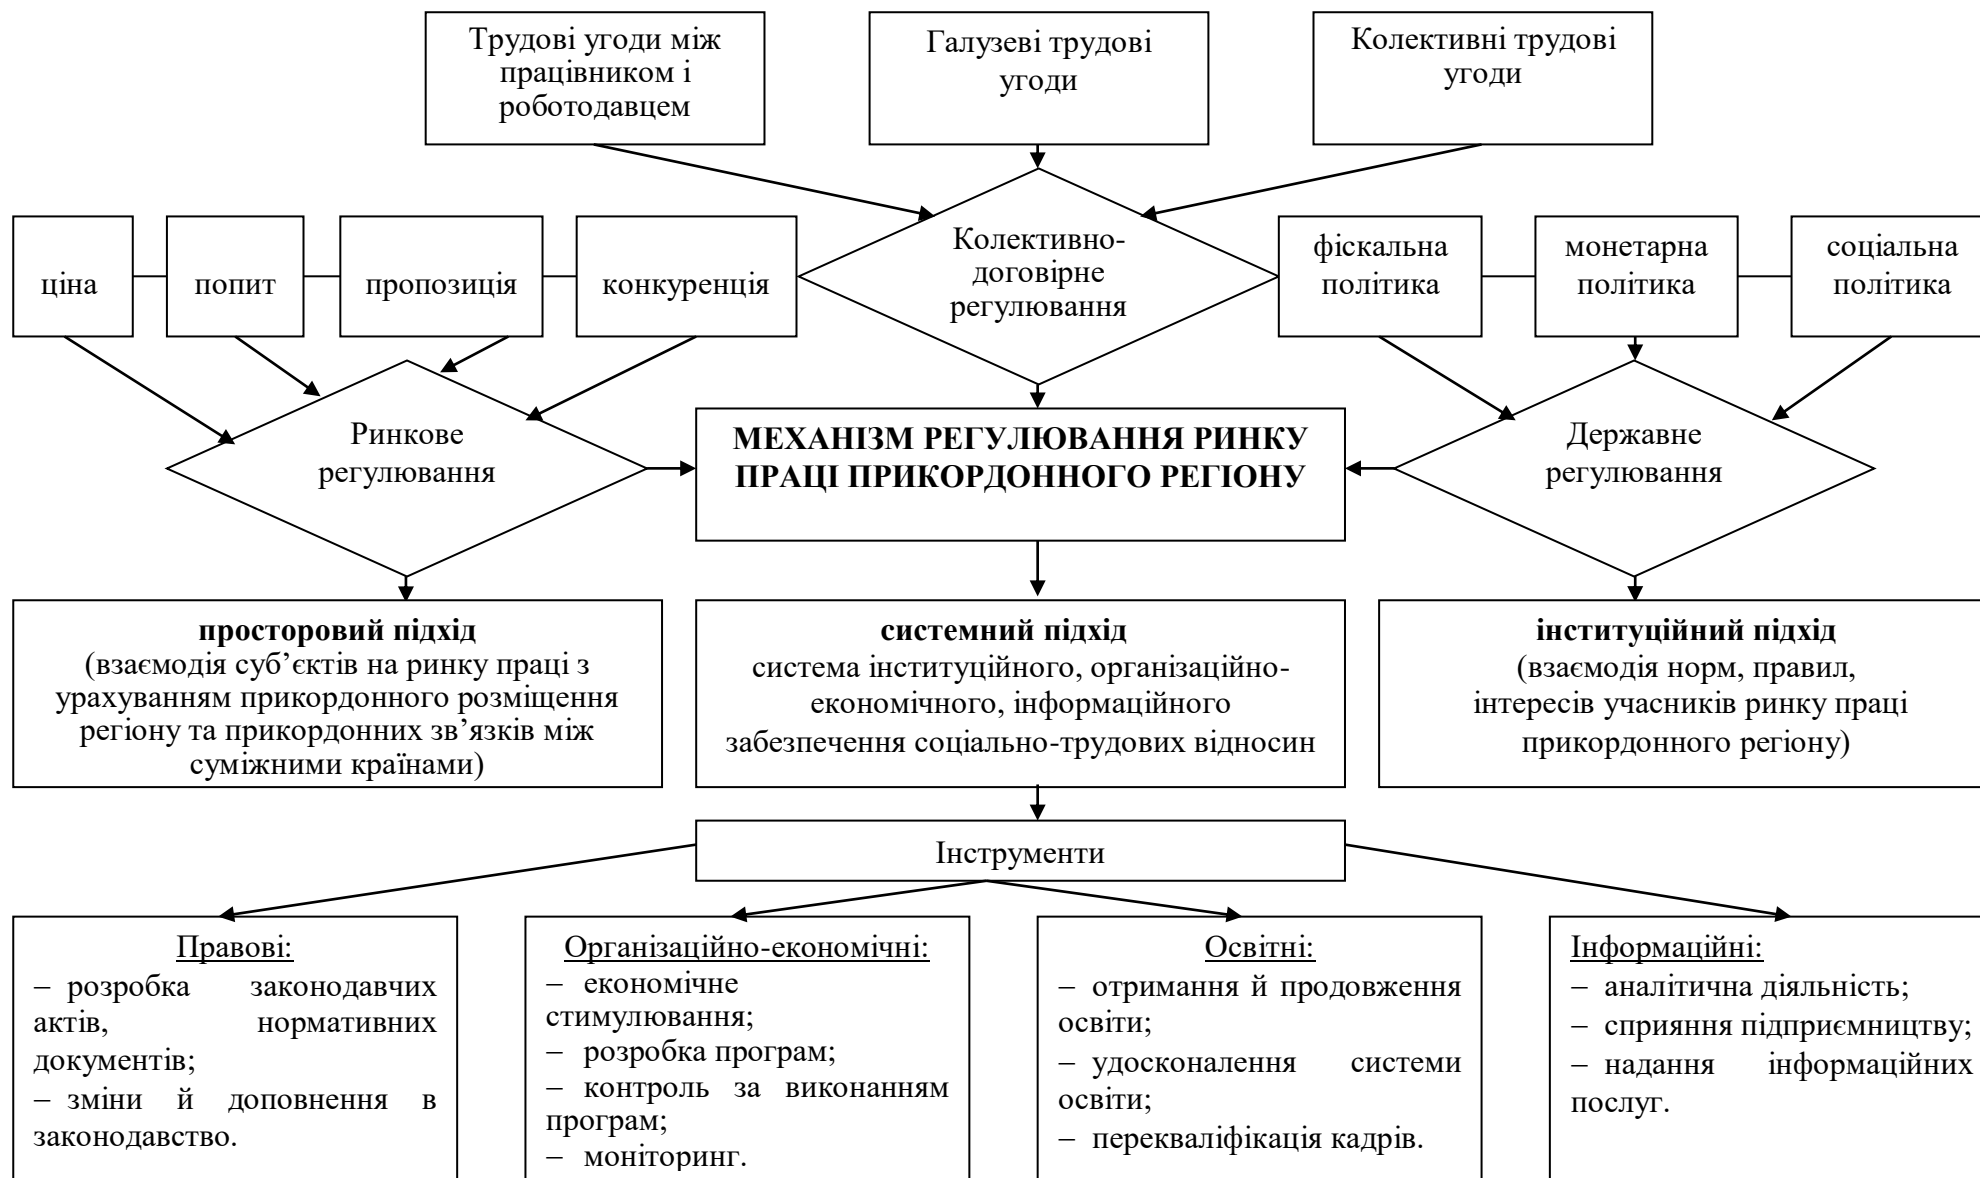 Трудові угоди між
працівником і
роботодавцем
Галузеві трудові
угоди
Колективні трудові
угоди
ціна
попит
пропозиція
конкуренція
Колективно-
договірне
регулювання
фіскальна
політика
монетарна
політика
соціальна
політика
Ринкове
регулювання
МЕХАНІЗМ РЕГУЛЮВАННЯ РИНКУ
ПРАЦІ ПРИКОРДОННОГО РЕГІОНУ
Державне
регулювання
просторовий підхід
(взаємодія суб’єктів на ринку праці з
урахуванням прикордонного розміщення
регіону та прикордонних зв’язків між
суміжними країнами)
системний підхід
система інституційного, організаційно-
економічного, інформаційного
забезпечення соціально-трудових відносин
інституційний підхід
(взаємодія норм, правил,
інтересів учасників ринку праці
прикордонного регіону)
Інструменти
Правові:
– розробка законодавчих
актів, нормативних
документів;
– зміни й доповнення в
законодавство.
Організаційно-економічні:
– економічне
стимулювання;
– розробка програм;
– контроль за виконанням
програм;
– моніторинг.
Освітні:
– отримання й продовження
освіти;
– удосконалення системи
освіти;
– перекваліфікація кадрів.
Інформаційні:
– аналітична діяльність;
– сприяння підприємництву;
– надання інформаційних
послуг.